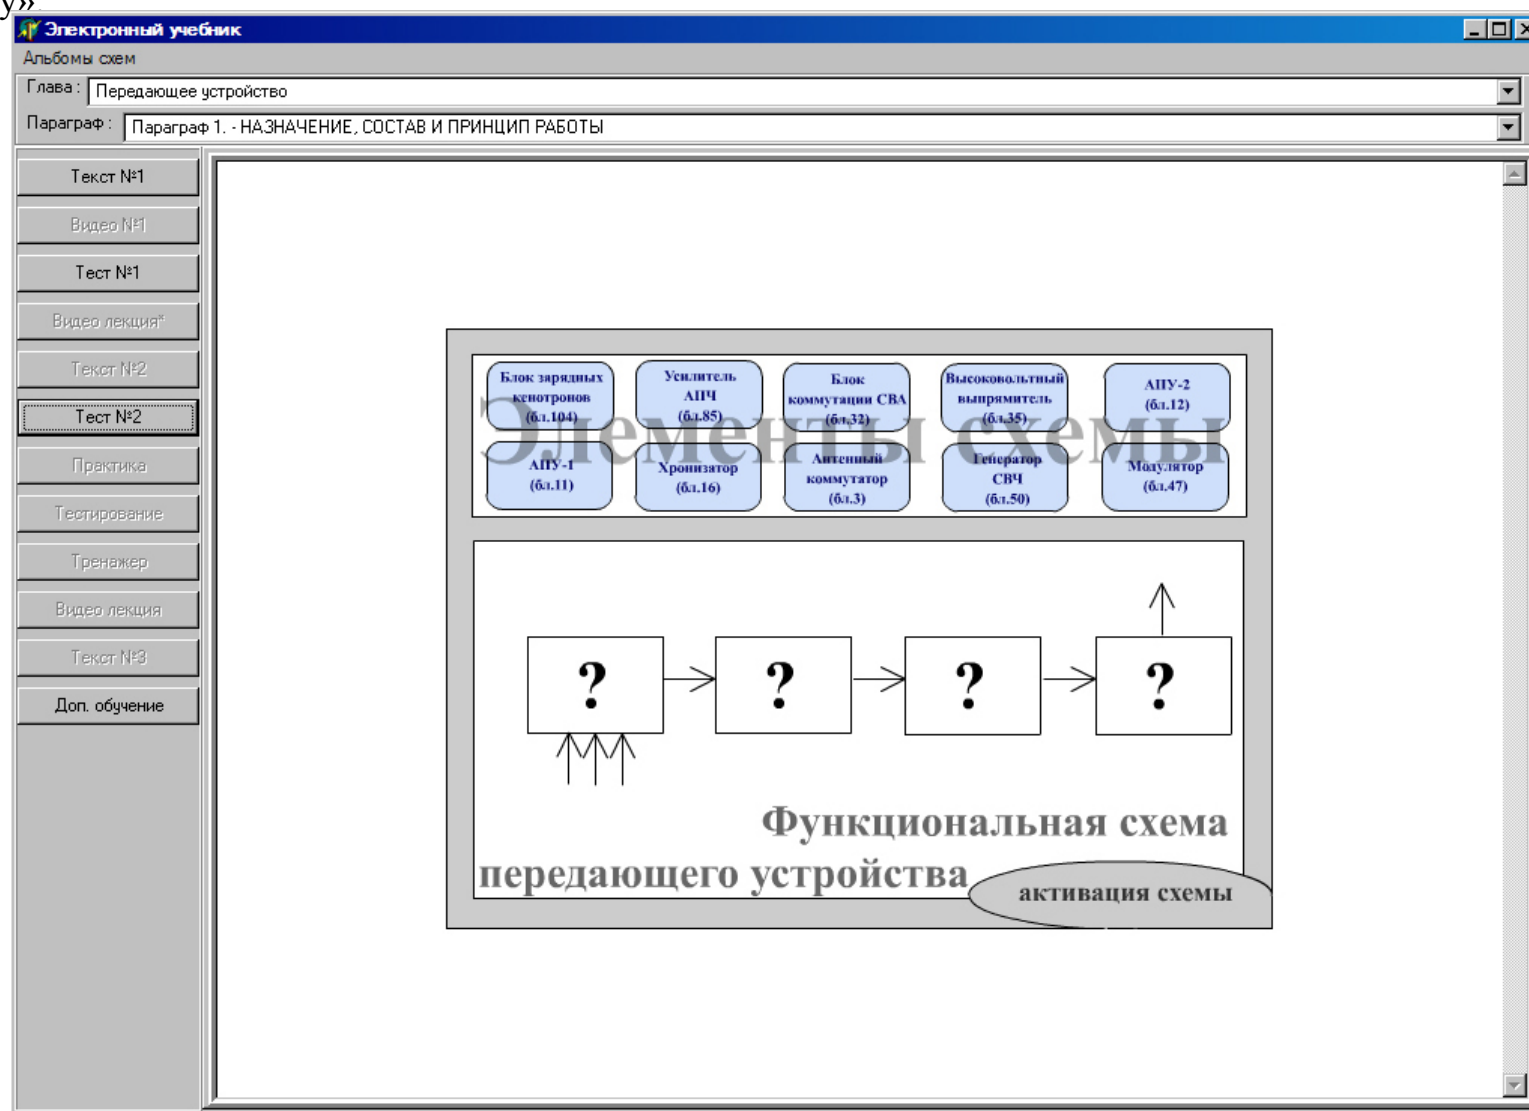 у».
Электронный учебник
Альбомы схем
Глава : Передающее устройство
Параграф : Параграф 1. - НАЗНАЧЕНИЕ, СОСТАВ И ПРИНЦИП РАБОТЫ
Текст №1
Видео №1
Тест №1
Видео лекция*
Текст №2
Тест №2
Практика
Тестирование
Тренажер
Видео лекция
Текст №3
Доп. обучение
Элементы схемы
Блок зарядных
кенотронов
(бл.104)
Усилитель
АПЧ
(бл.85)
Блок
коммутации СВА
(бл.32)
Высоковольтный
выпрямитель
(бл.35)
АПУ-2
(бл.12)
АПУ-1
(бл.11)
Хронизатор
(бл.16)
Антенный
коммутатор
(бл.3)
Генератор
СВЧ
(бл.50)
Модулятор
(бл.47)
? ? ? ?
Функциональная схема
передающего устройства
активация схемы